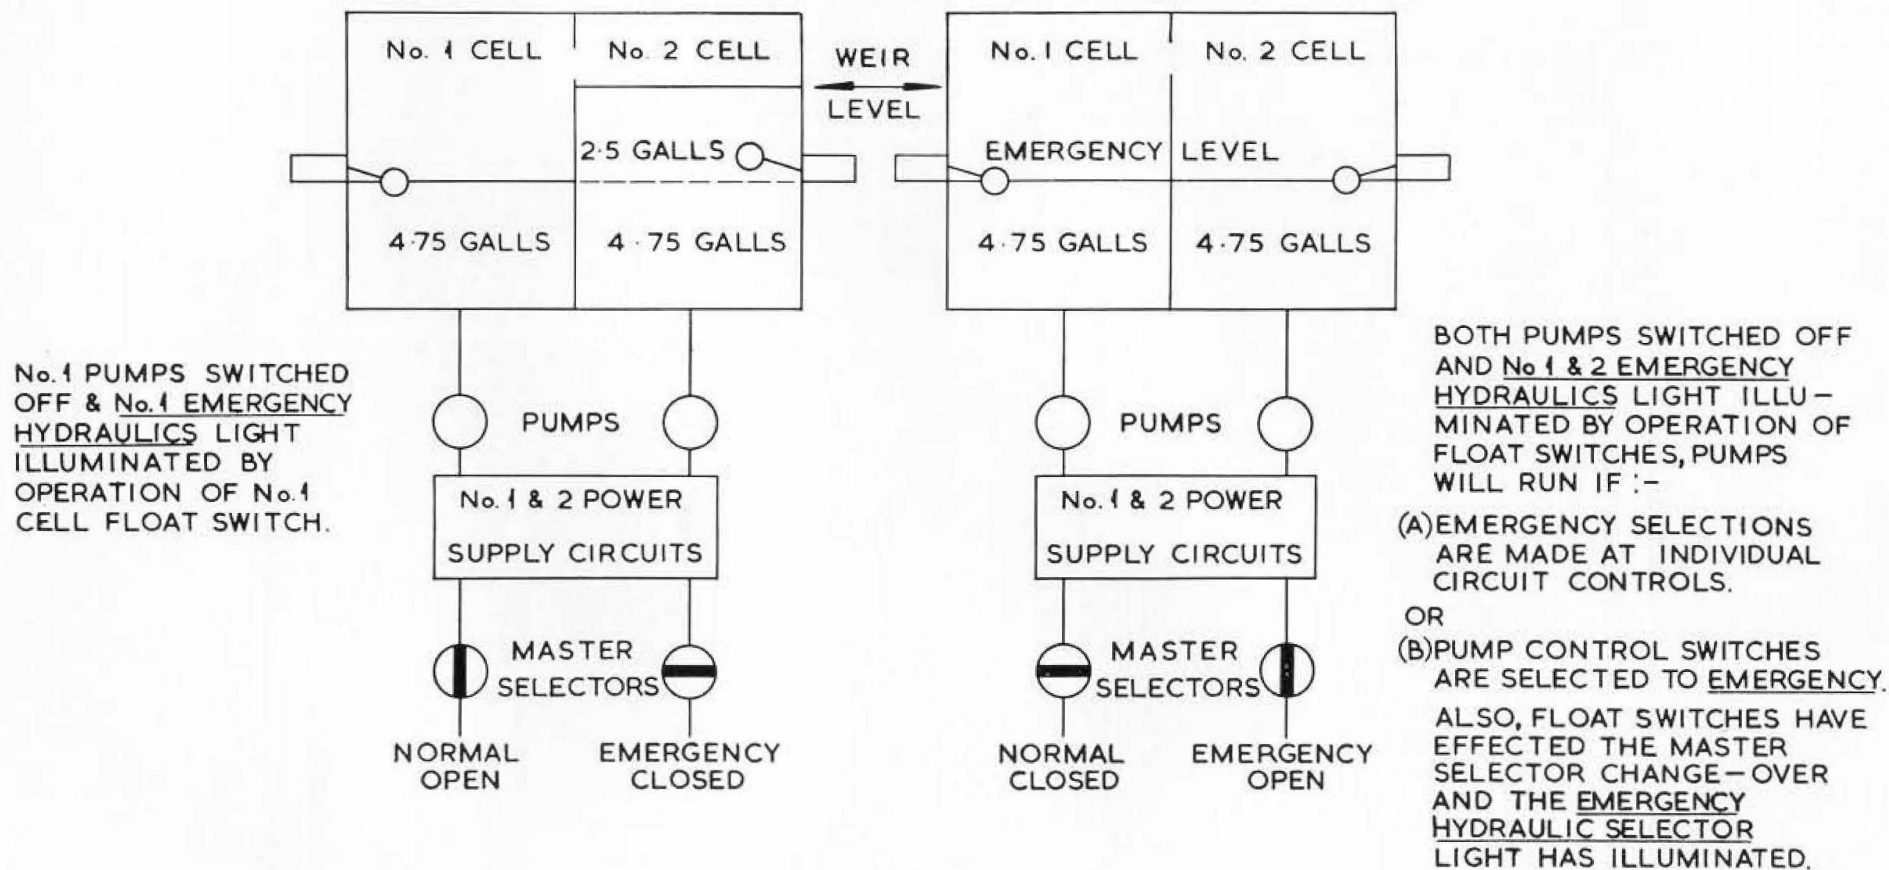 No. 1 CELL
No. 2 CELL
WEIR
LEVEL
No. 1 CELL
No. 2 CELL
2·5 GALLS
EMERGENCY LEVEL
4·75 GALLS
4·75 GALLS
4·75 GALLS
4·75 GALLS
No. 1 PUMPS SWITCHED
OFF & No. 1 EMERGENCY
HYDRAULICS LIGHT
ILLUMINATED BY
OPERATION OF No. 1
CELL FLOAT SWITCH.
PUMPS
No. 1 & 2 POWER
SUPPLY CIRCUITS
MASTER
SELECTORS
NORMAL
OPEN
EMERGENCY
CLOSED
PUMPS
No. 1 & 2 POWER
SUPPLY CIRCUITS
MASTER
SELECTORS
NORMAL
CLOSED
EMERGENCY
OPEN
BOTH PUMPS SWITCHED OFF
AND No 1 & 2 EMERGENCY
HYDRAULICS LIGHT ILLU-
MINATED BY OPERATION OF
FLOAT SWITCHES, PUMPS
WILL RUN IF :-
(A) EMERGENCY SELECTIONS
ARE MADE AT INDIVIDUAL
CIRCUIT CONTROLS.
OR
(B) PUMP CONTROL SWITCHES
ARE SELECTED TO EMERGENCY.
ALSO, FLOAT SWITCHES HAVE
EFFECTED THE MASTER
SELECTOR CHANGE-OVER
AND THE EMERGENCY
HYDRAULIC SELECTOR
LIGHT HAS ILLUMINATED.